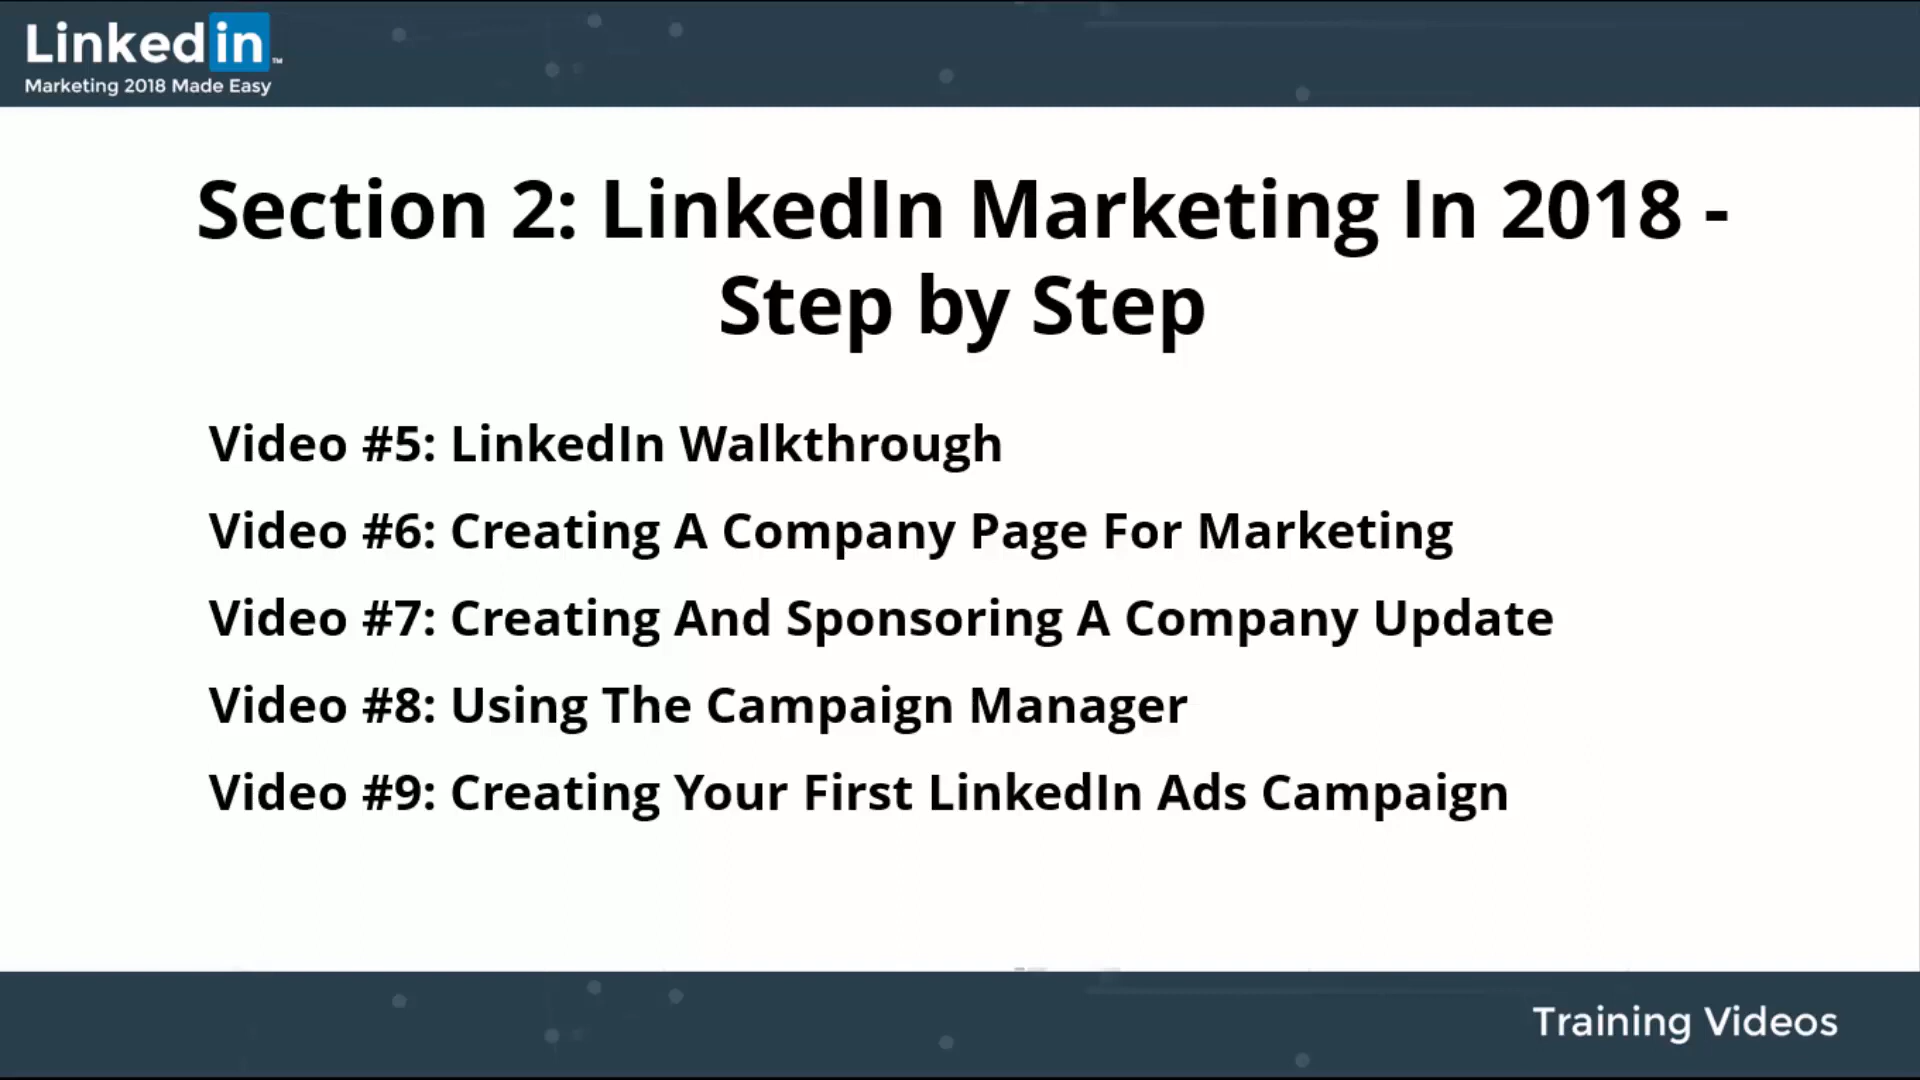 Linkedin™
Marketing 2018 Made Easy
Section 2: LinkedIn Marketing In 2018 -
Step by Step
Video #5: LinkedIn Walkthrough
Video #6: Creating A Company Page For Marketing
Video #7: Creating And Sponsoring A Company Update
Video #8: Using The Campaign Manager
Video #9: Creating Your First LinkedIn Ads Campaign
Training Videos